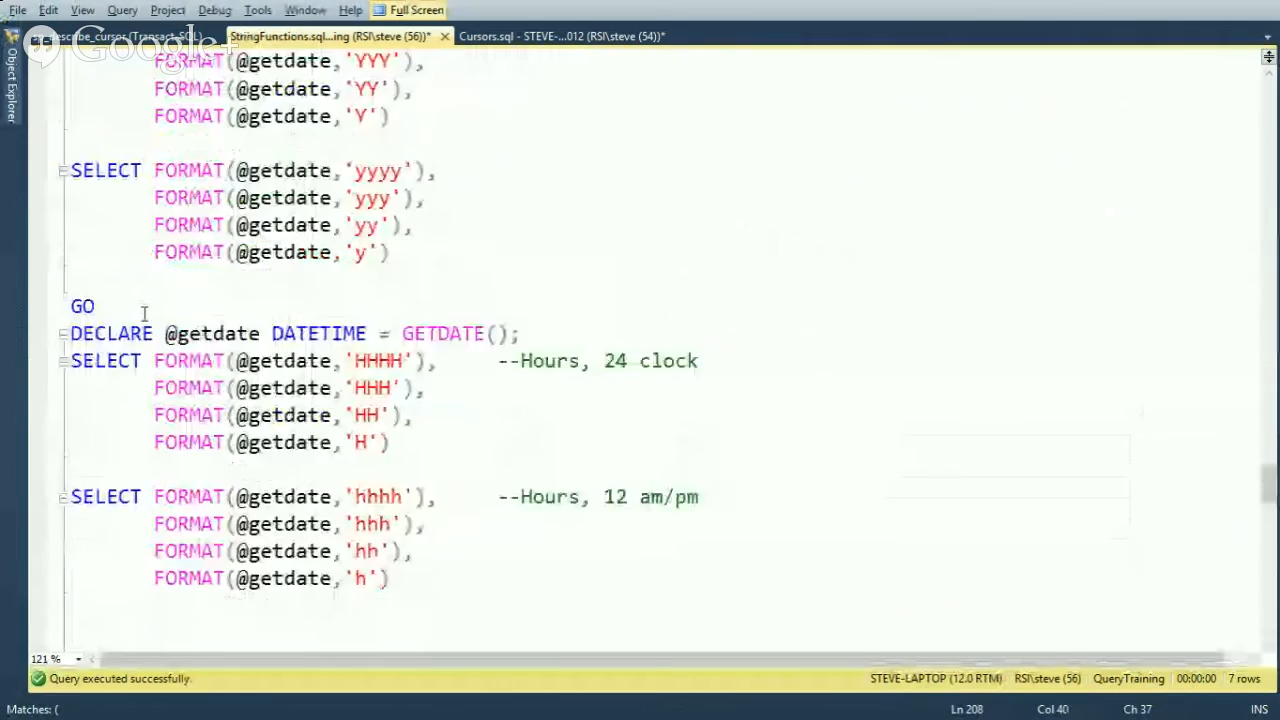 File Edit View Query Project Debug Tools Window Help Full Screen
sp_describe_cursor (Transact-SQL) StringFunctions.sql...ing (RSI\steve (56))* × Cursors.sql - STEVE-...012 (RSI\steve (54))*
Google+
Object Explorer
FORMAT(@getdate,'YYY'),
FORMAT(@getdate,'YY'),
FORMAT(@getdate,'Y')
SELECT FORMAT(@getdate,'yyyy'),
FORMAT(@getdate,'yyy'),
FORMAT(@getdate,'yy'),
FORMAT(@getdate,'y')
GO
DECLARE @getdate DATETIME = GETDATE();
SELECT FORMAT(@getdate,'HHHH'), --Hours, 24 clock
FORMAT(@getdate,'HHH'),
FORMAT(@getdate,'HH'),
FORMAT(@getdate,'H')
SELECT FORMAT(@getdate,'hhhh'), --Hours, 12 am/pm
FORMAT(@getdate,'hhh'),
FORMAT(@getdate,'hh'),
FORMAT(@getdate,'h')
121 %
Query executed successfully. STEVE-LAPTOP (12.0 RTM) RSI\steve (56) QueryTraining 00:00:00 7 rows
Matches: ( Ln 208 Col 40 Ch 37 INS